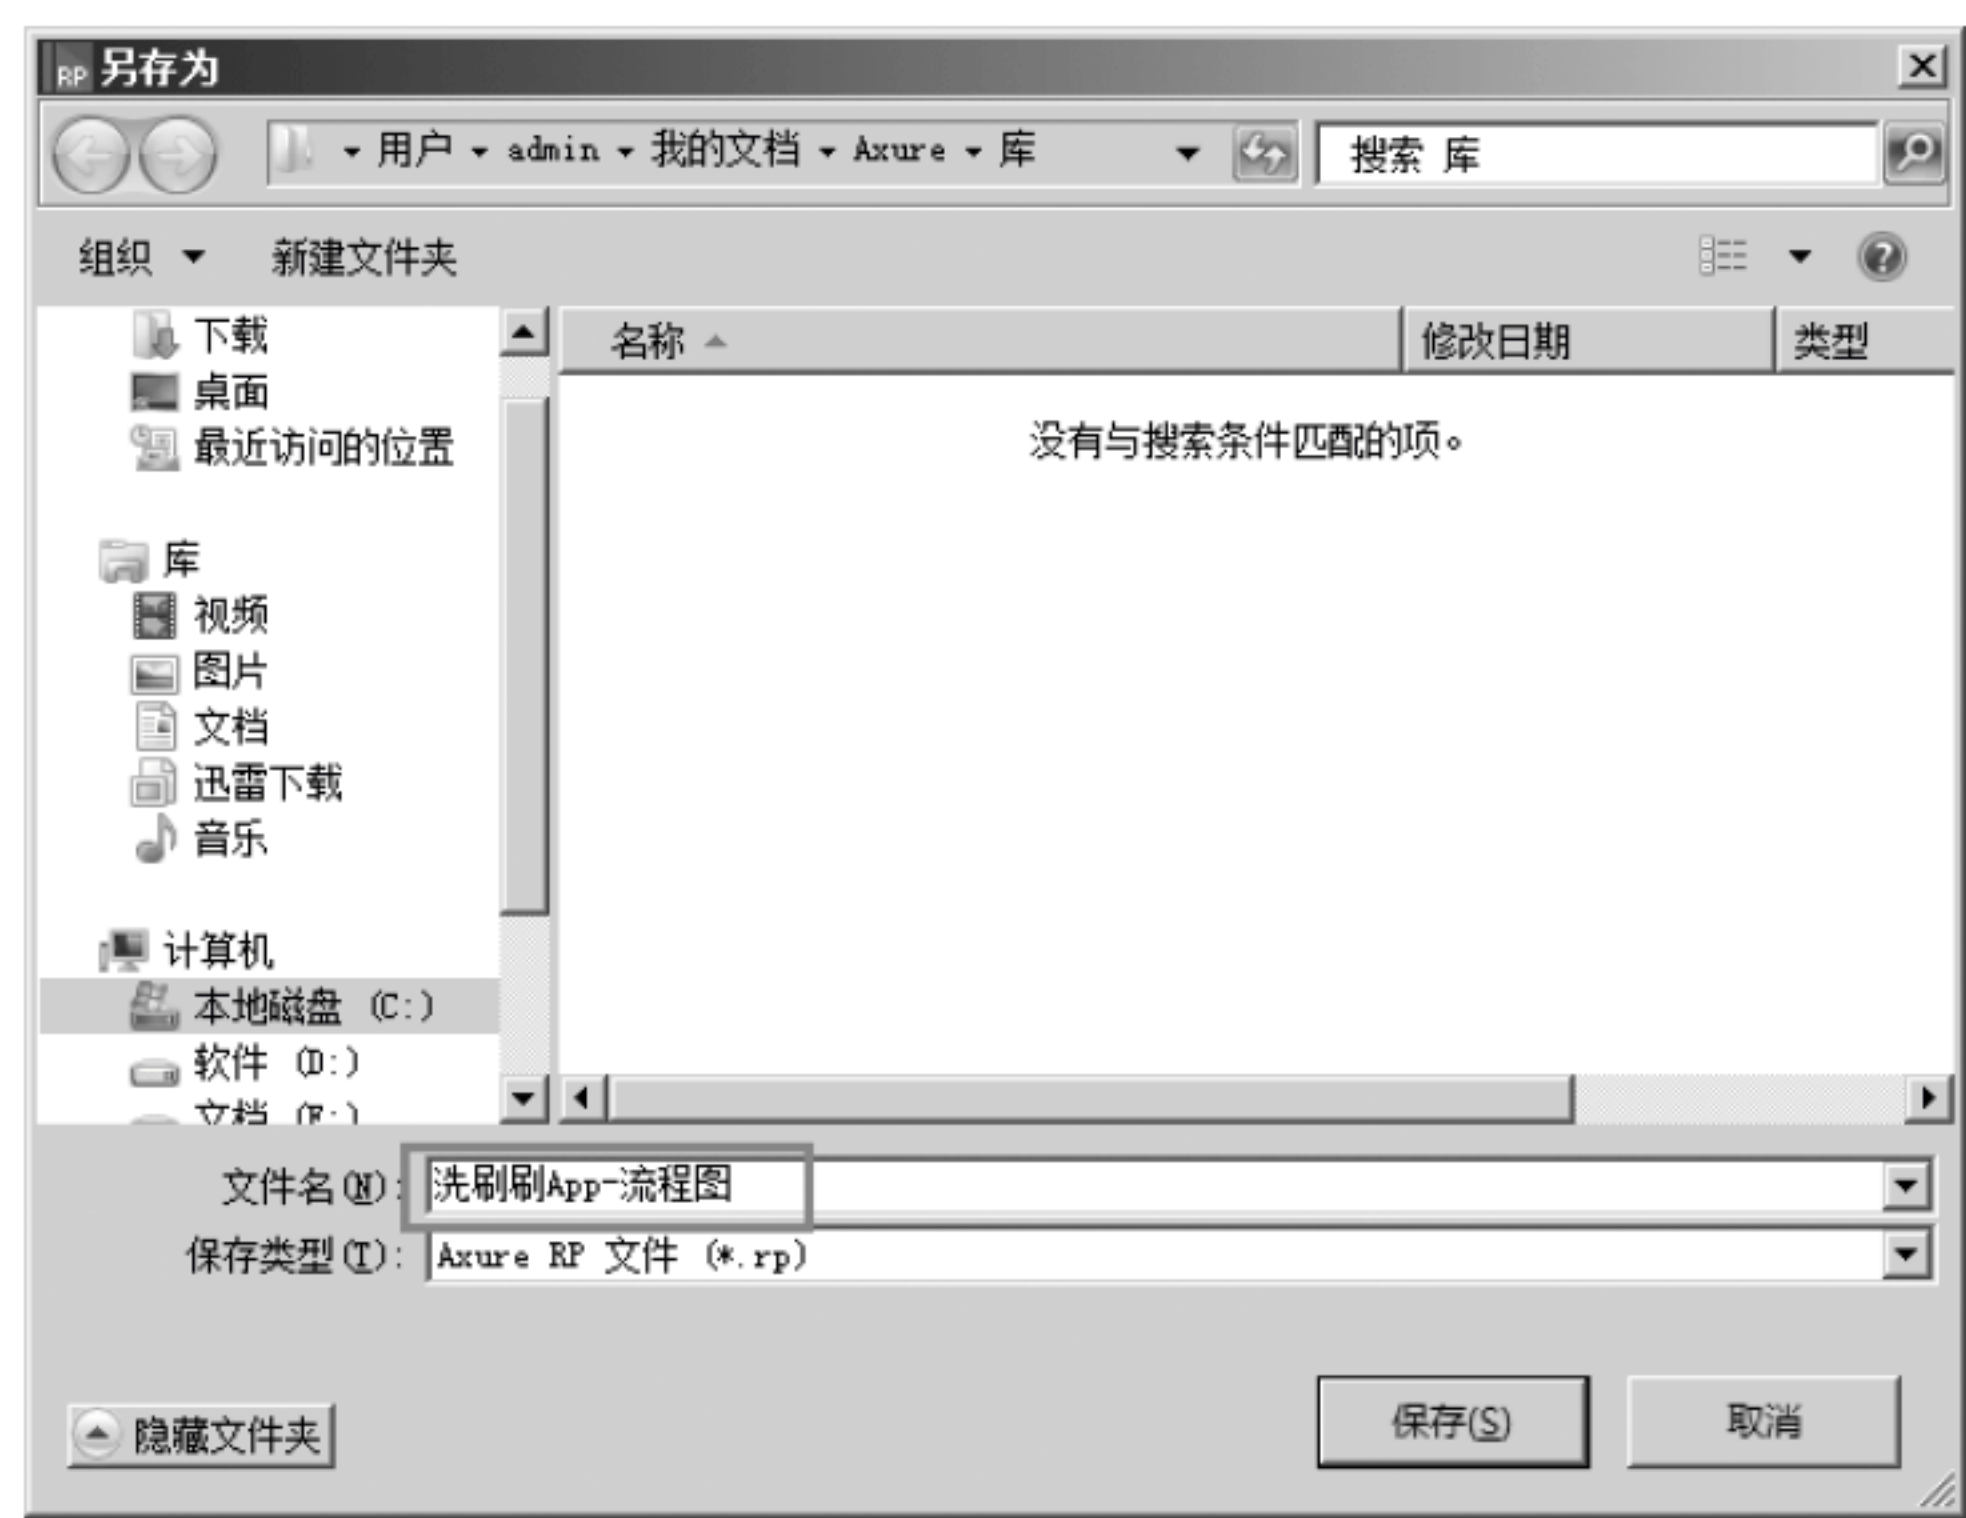 RP 另存为
用户 admin 我的文档 Axure 库
搜索 库
组织 新建文件夹
下载
桌面
最近访问的位置
库
视频
图片
文档
迅雷下载
音乐
计算机
本地磁盘 (C:)
软件 (D:)
文档
名称 修改日期 类型
没有与搜索条件匹配的项。
文件名(N): 洗刷刷App-流程图
保存类型(T): Axure RP 文件 (*.rp)
隐藏文件夹
保存(S) 取消